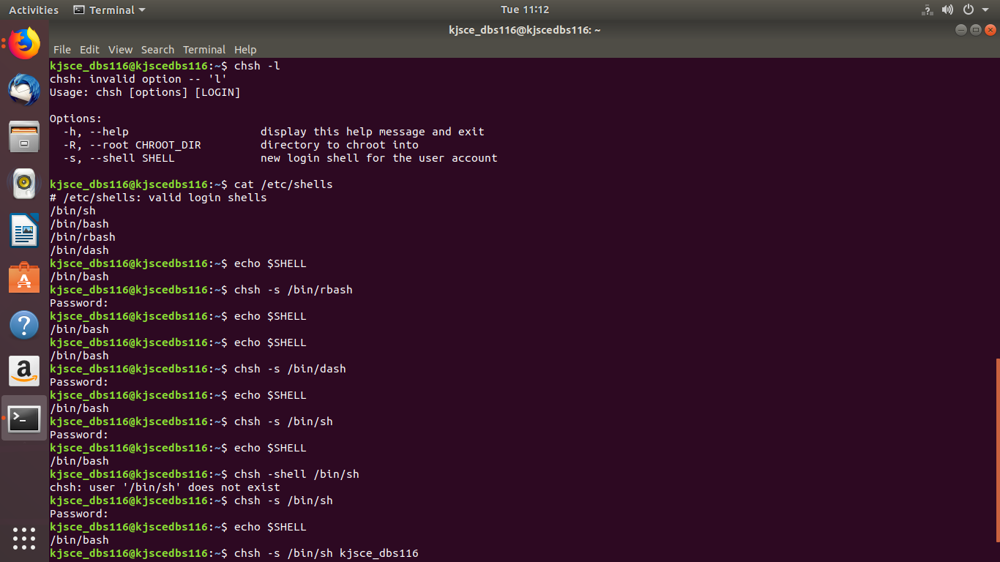 Activities Terminal Tue 11:12
kjsce_dbs116@kjscedbs116: ~
File Edit View Search Terminal Help
kjsce_dbs116@kjscedbs116:~$ chsh -l
chsh: invalid option -- 'l'
Usage: chsh [options] [LOGIN]
Options:
-h, --help display this help message and exit
-R, --root CHROOT_DIR directory to chroot into
-s, --shell SHELL new login shell for the user account
kjsce_dbs116@kjscedbs116:~$ cat /etc/shells
# /etc/shells: valid login shells
/bin/sh
/bin/bash
/bin/rbash
/bin/dash
kjsce_dbs116@kjscedbs116:~$ echo $SHELL
/bin/bash
kjsce_dbs116@kjscedbs116:~$ chsh -s /bin/rbash
Password:
kjsce_dbs116@kjscedbs116:~$ echo $SHELL
/bin/bash
kjsce_dbs116@kjscedbs116:~$ echo $SHELL
/bin/bash
kjsce_dbs116@kjscedbs116:~$ chsh -s /bin/dash
Password:
kjsce_dbs116@kjscedbs116:~$ echo $SHELL
/bin/bash
kjsce_dbs116@kjscedbs116:~$ chsh -s /bin/sh
Password:
kjsce_dbs116@kjscedbs116:~$ echo $SHELL
/bin/bash
kjsce_dbs116@kjscedbs116:~$ chsh -shell /bin/sh
chsh: user '/bin/sh' does not exist
kjsce_dbs116@kjscedbs116:~$ chsh -s /bin/sh
Password:
kjsce_dbs116@kjscedbs116:~$ echo $SHELL
/bin/bash
kjsce_dbs116@kjscedbs116:~$ chsh -s /bin/sh kjsce_dbs116